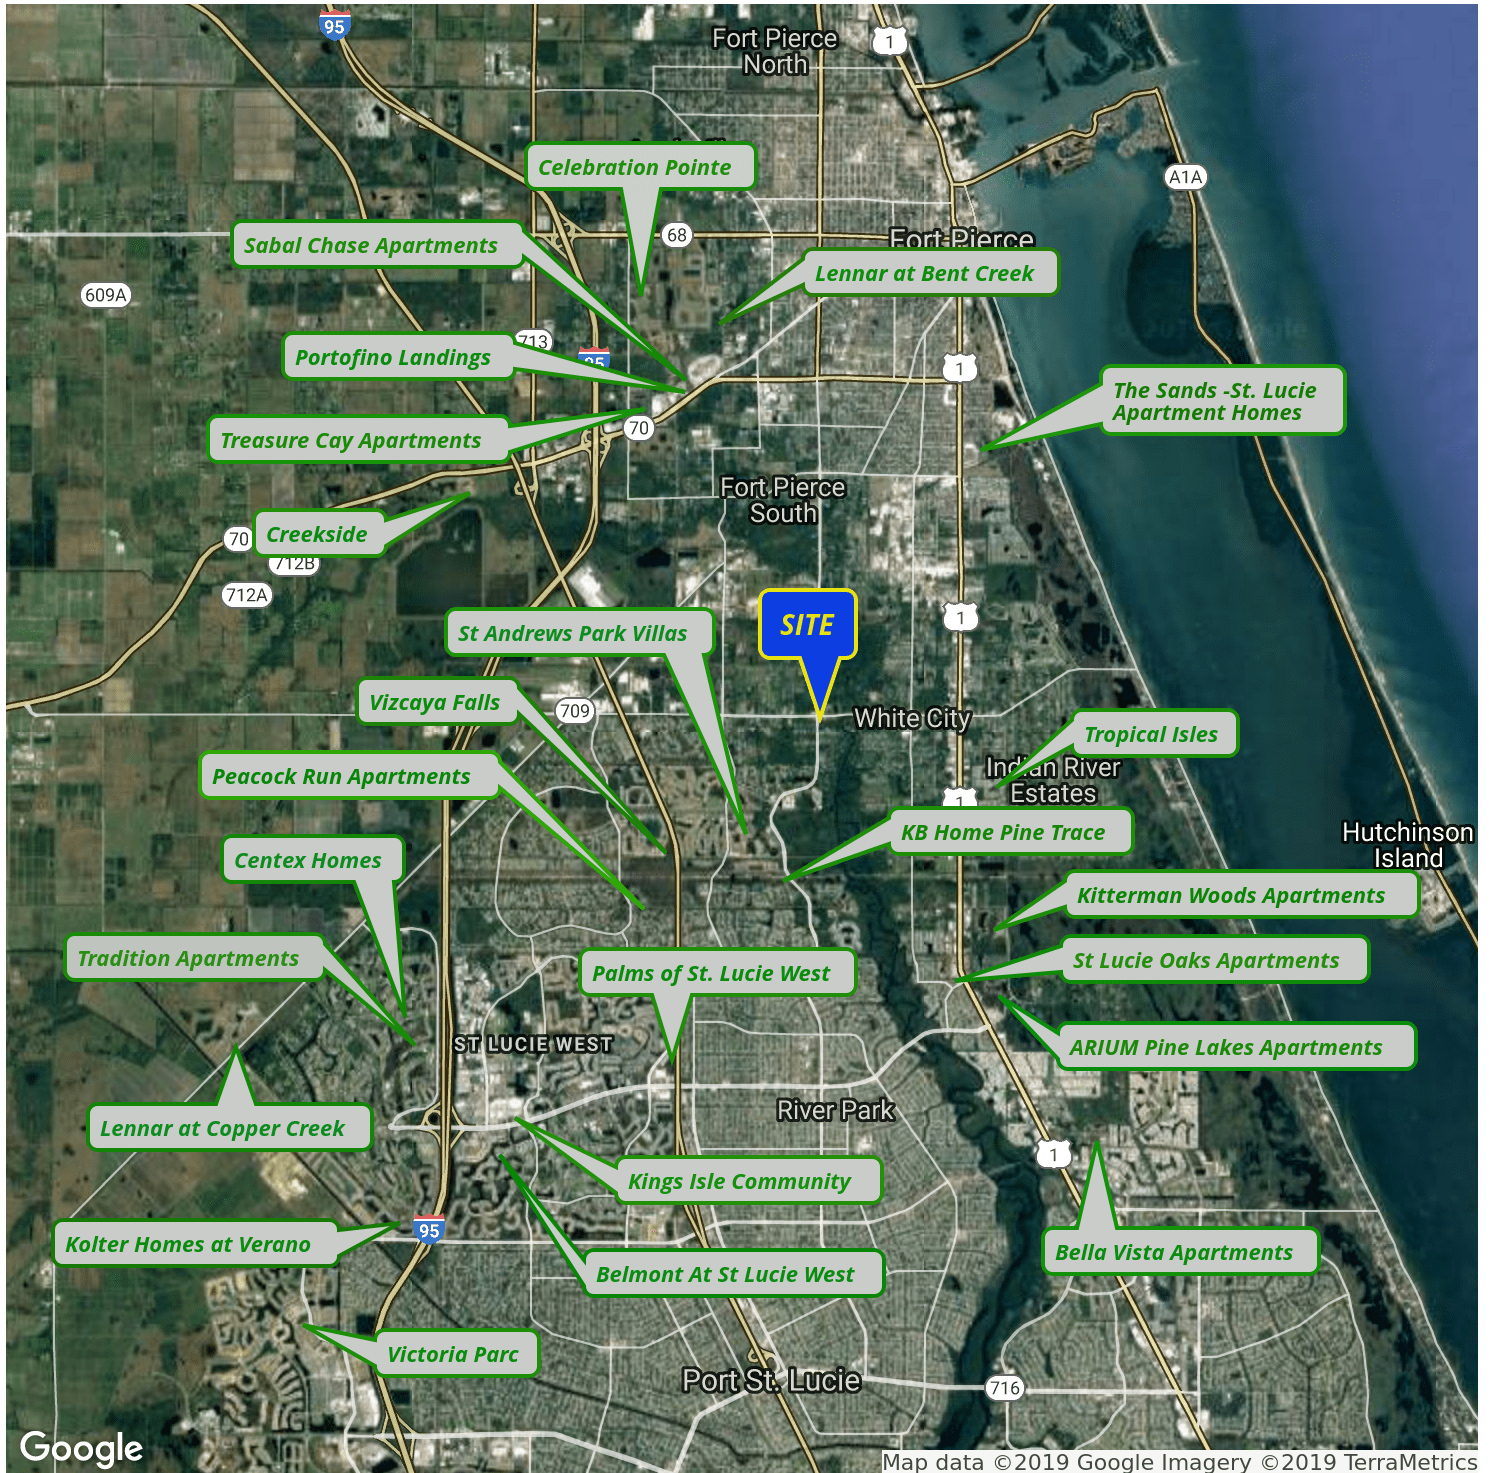 95
Fort Pierce
North
1
Celebration Pointe
A1A
68
Sabal Chase Apartments
Fort Pierce
Lennar at Bent Creek
609A
713
95
Portofino Landings
1
The Sands -St. Lucie
Apartment Homes
Treasure Cay Apartments
70
Fort Pierce
South
Creekside
70
712B
712A
SITE
1
St Andrews Park Villas
Vizcaya Falls
709
White City
Tropical Isles
Peacock Run Apartments
Indian River
Estates
1
KB Home Pine Trace
Hutchinson
Island
Centex Homes
Kitterman Woods Apartments
Tradition Apartments
Palms of St. Lucie West
St Lucie Oaks Apartments
ST LUCIE WEST
ARIUM Pine Lakes Apartments
River Park
Lennar at Copper Creek
1
Kings Isle Community
95
Kolter Homes at Verano
Bella Vista Apartments
Belmont At St Lucie West
Victoria Parc
Port St. Lucie
716
Google
Map data ©2019 Google Imagery ©2019 TerraMetrics